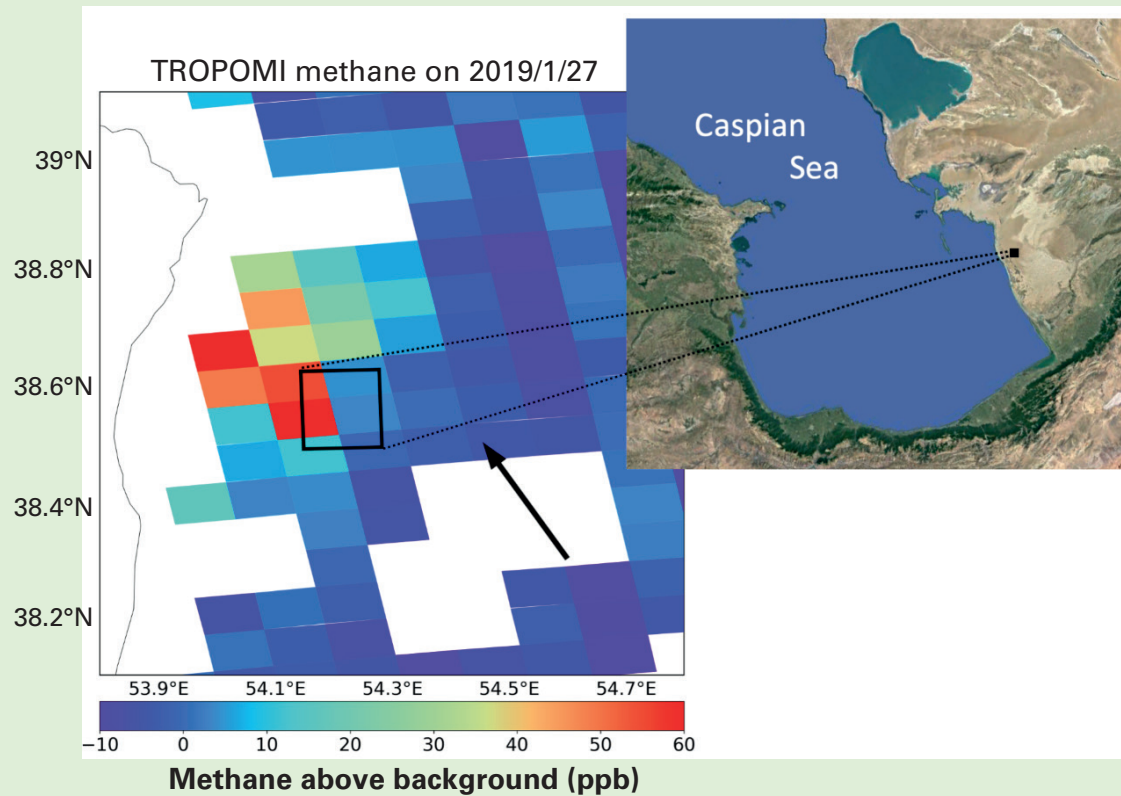 TROPOMI methane on 2019/1/27
Caspian
Sea
39°N
38.8°N
38.6°N
38.4°N
38.2°N
53.9°E 54.1°E 54.3°E 54.5°E 54.7°E
−10 0 10 20 30 40 50 60
Methane above background (ppb)